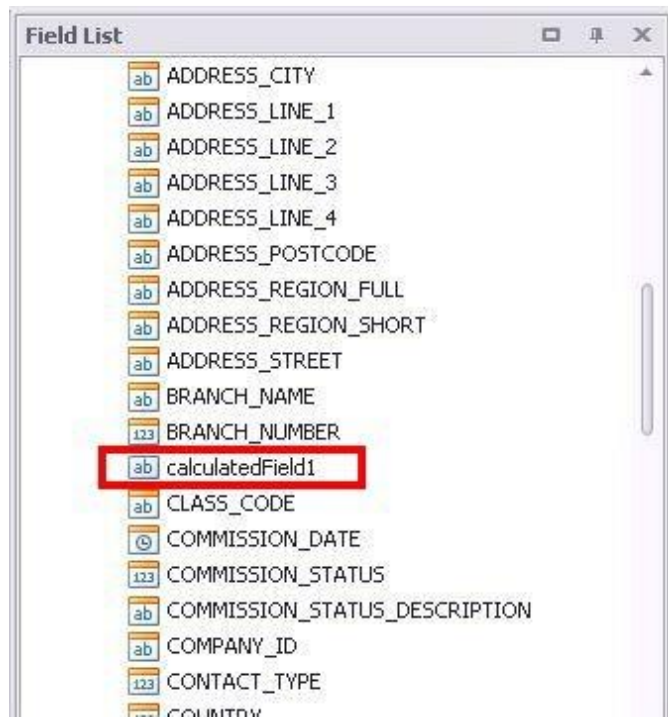 Field List
ab ADDRESS_CITY
ab ADDRESS_LINE_1
ab ADDRESS_LINE_2
ab ADDRESS_LINE_3
ab ADDRESS_LINE_4
ab ADDRESS_POSTCODE
ab ADDRESS_REGION_FULL
ab ADDRESS_REGION_SHORT
ab ADDRESS_STREET
ab BRANCH_NAME
123 BRANCH_NUMBER
ab calculatedField1
ab CLASS_CODE
COMMISSION_DATE
123 COMMISSION_STATUS
ab COMMISSION_STATUS_DESCRIPTION
ab COMPANY_ID
123 CONTACT_TYPE
COUNTRY